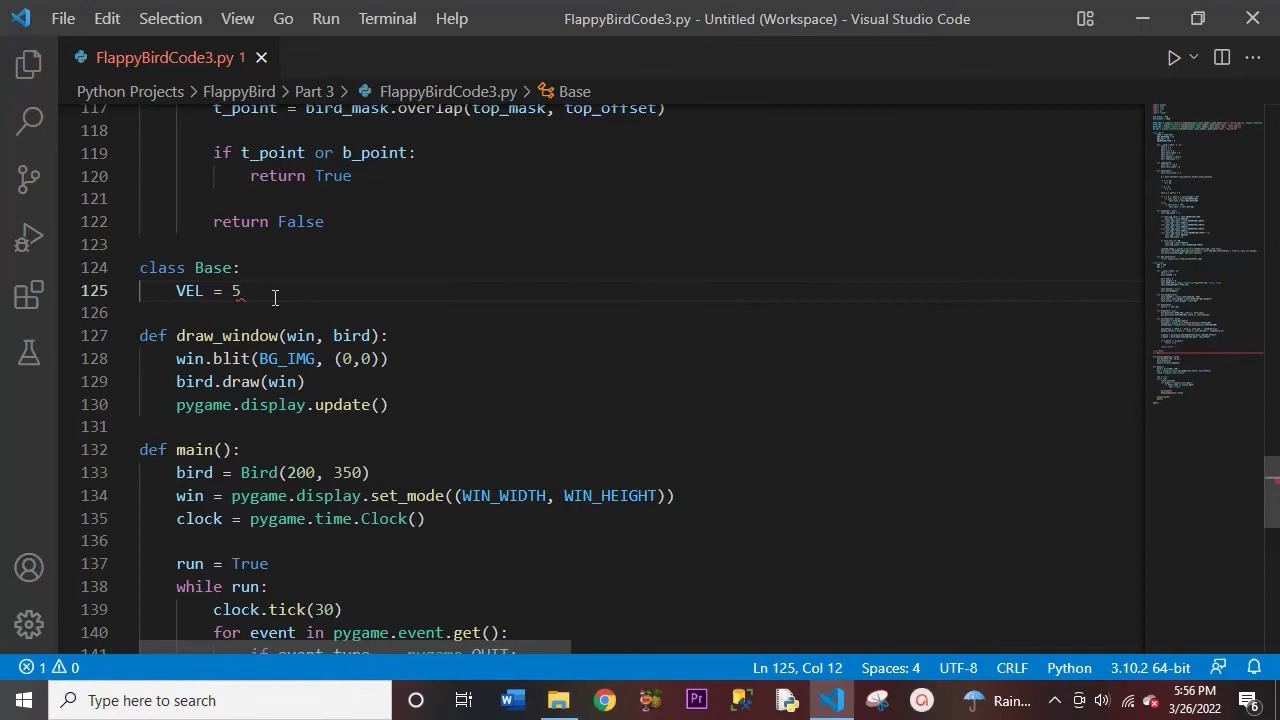 File Edit Selection View Go Run Terminal Help FlappyBirdCode3.py - Untitled (Workspace) - Visual Studio Code
FlappyBirdCode3.py 1
Python Projects > FlappyBird > Part 3 > FlappyBirdCode3.py > Base
117 t_point = bird_mask.overlap(top_mask, top_offset)
118
119 if t_point or b_point:
120 return True
121
122 return False
123
124 class Base:
125 VEL = 5
126
127 def draw_window(win, bird):
128 win.blit(BG_IMG, (0,0))
129 bird.draw(win)
130 pygame.display.update()
131
132 def main():
133 bird = Bird(200, 350)
134 win = pygame.display.set_mode((WIN_WIDTH, WIN_HEIGHT))
135 clock = pygame.time.Clock()
136
137 run = True
138 while run:
139 clock.tick(30)
140 for event in pygame.event.get():
141 if event.type == pygame.QUIT:
1 0 Ln 125, Col 12 Spaces: 4 UTF-8 CRLF Python 3.10.2 64-bit
Type here to search Rain... 5:56 PM
3/26/2022 6